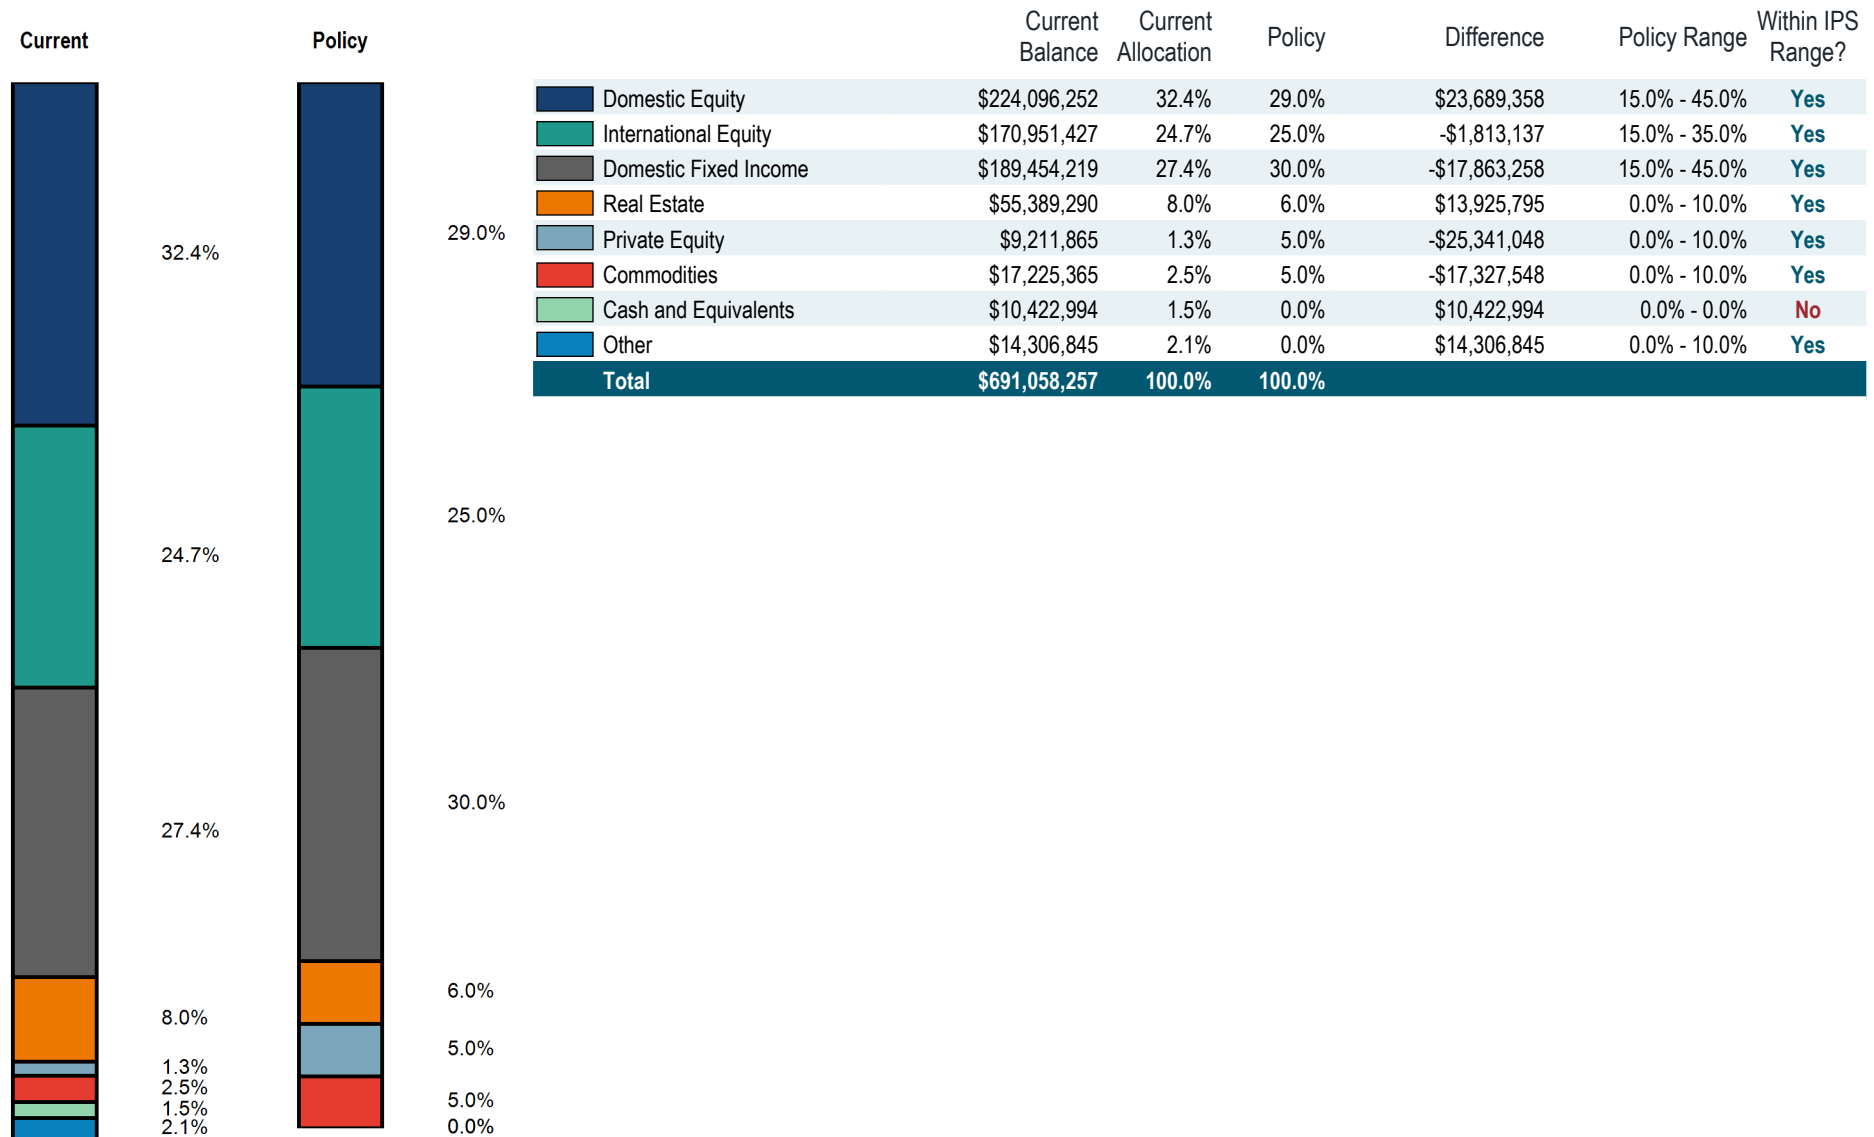 Current
Policy
32.4%
24.7%
27.4%
8.0%
1.3%
2.5%
1.5%
2.1%
29.0%
25.0%
30.0%
6.0%
5.0%
5.0%
0.0%
Current Balance Current Allocation Policy Difference Policy Range Within IPS Range?
Domestic Equity $224,096,252 32.4% 29.0% $23,689,358 15.0% - 45.0% Yes
International Equity $170,951,427 24.7% 25.0% -$1,813,137 15.0% - 35.0% Yes
Domestic Fixed Income $189,454,219 27.4% 30.0% -$17,863,258 15.0% - 45.0% Yes
Real Estate $55,389,290 8.0% 6.0% $13,925,795 0.0% - 10.0% Yes
Private Equity $9,211,865 1.3% 5.0% -$25,341,048 0.0% - 10.0% Yes
Commodities $17,225,365 2.5% 5.0% -$17,327,548 0.0% - 10.0% Yes
Cash and Equivalents $10,422,994 1.5% 0.0% $10,422,994 0.0% - 0.0% No
Other $14,306,845 2.1% 0.0% $14,306,845 0.0% - 10.0% Yes
Total $691,058,257 100.0% 100.0%